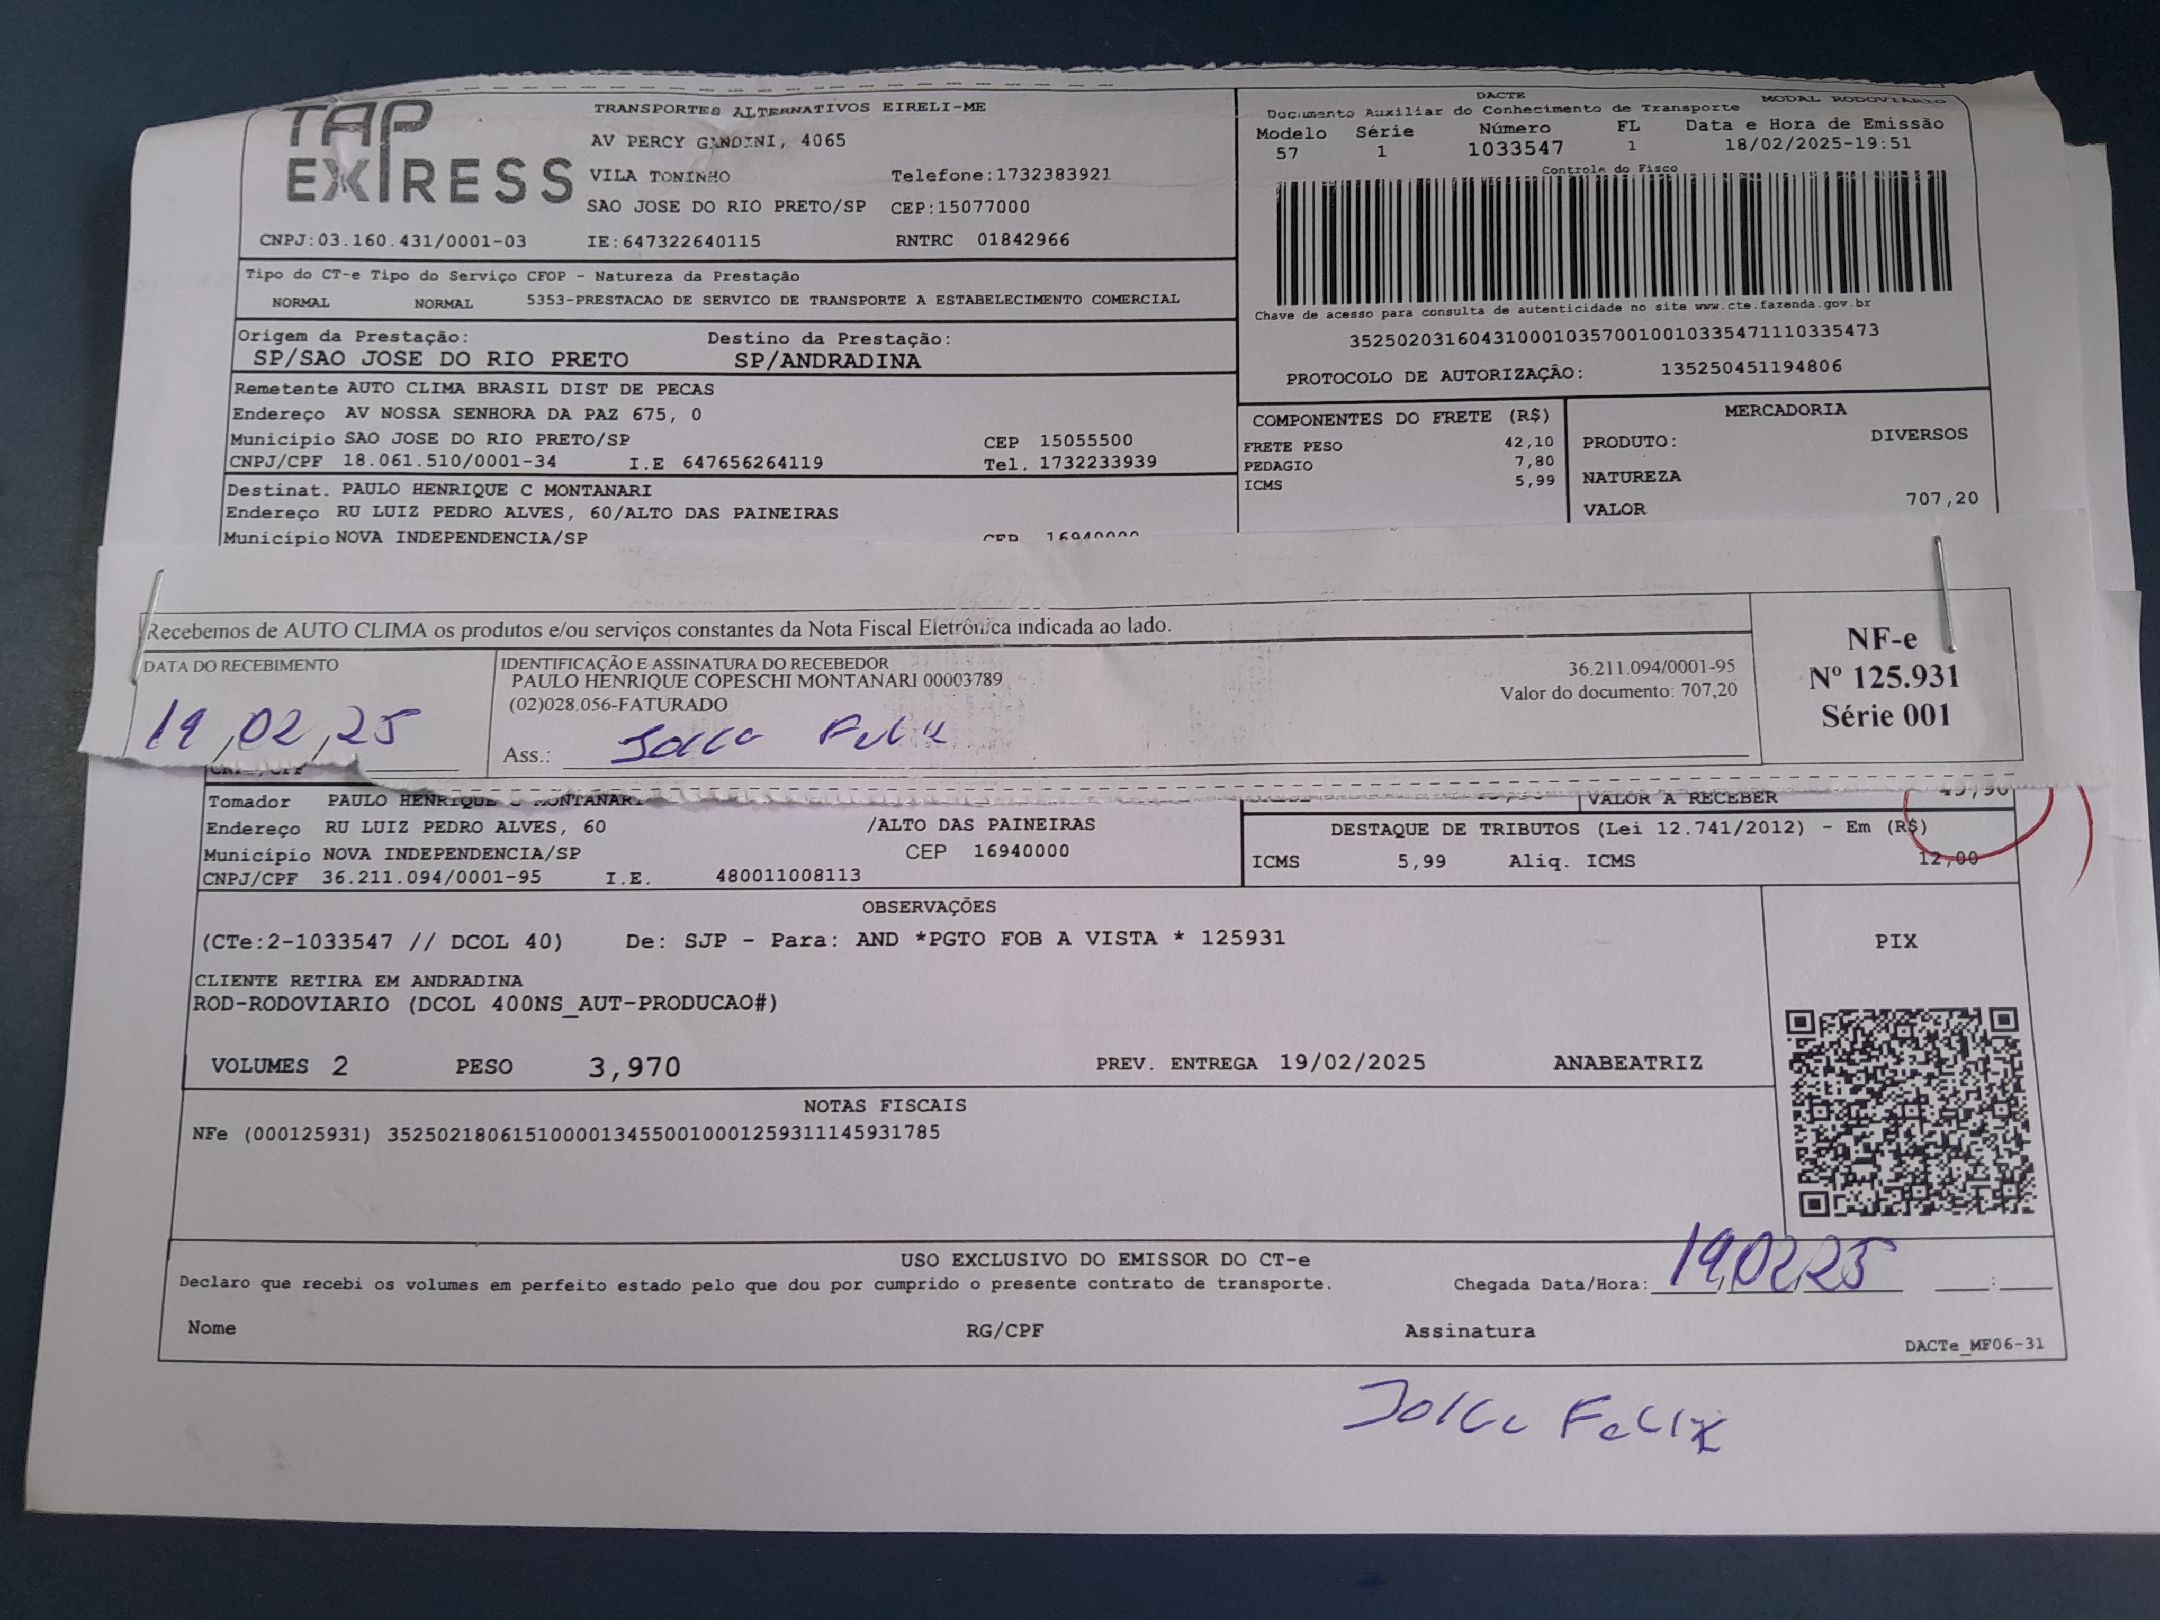 TAP EXPRESS
TRANSPORTES ALTERNATIVOS EIRELI-ME
AV PERCY GANDINI, 4065
VILA TONINHO Telefone:1732383921
SAO JOSE DO RIO PRETO/SP CEP:15077000
CNPJ:03.160.431/0001-03 IE:647322640115 RNTRC 01842966
DACTE MODAL RODOVIÁRIO
Documento Auxiliar do Conhecimento de Transporte
Modelo Série Número FL Data e Hora de Emissão
57 1 1033547 1 18/02/2025-19:51
Controle do Fisco
Chave de acesso para consulta de autenticidade no site www.cte.fazenda.gov.br
35250203160431000103570010010335471110335473
PROTOCOLO DE AUTORIZAÇÃO: 135250451194806
Tipo do CT-e Tipo do Serviço CFOP - Natureza da Prestação
NORMAL NORMAL 5353-PRESTACAO DE SERVICO DE TRANSPORTE A ESTABELECIMENTO COMERCIAL
Origem da Prestação: Destino da Prestação:
SP/SAO JOSE DO RIO PRETO SP/ANDRADINA
Remetente AUTO CLIMA BRASIL DIST DE PECAS
Endereço AV NOSSA SENHORA DA PAZ 675, 0
Município SAO JOSE DO RIO PRETO/SP CEP 15055500
CNPJ/CPF 18.061.510/0001-34 I.E 647656264119 Tel. 1732233939
Destinat. PAULO HENRIQUE C MONTANARI
Endereço RU LUIZ PEDRO ALVES, 60/ALTO DAS PAINEIRAS
Município NOVA INDEPENDENCIA/SP CEP 16940000
COMPONENTES DO FRETE (R$)
FRETE PESO 42,10
PEDAGIO 7,80
ICMS 5,99
MERCADORIA
PRODUTO: DIVERSOS
NATUREZA
VALOR 707,20
Recebemos de AUTO CLIMA os produtos e/ou serviços constantes da Nota Fiscal Eletrônica indicada ao lado.
DATA DO RECEBIMENTO
19,02,25
IDENTIFICAÇÃO E ASSINATURA DO RECEBEDOR 36.211.094/0001-95
PAULO HENRIQUE COPESCHI MONTANARI 00003789 Valor do documento: 707,20
(02)028.056-FATURADO
Ass.: Felix
NF-e
Nº 125.931
Série 001
CNPJ/CPF
Tomador PAULO HENRIQUE C MONTANARI
Endereço RU LUIZ PEDRO ALVES, 60 /ALTO DAS PAINEIRAS
Município NOVA INDEPENDENCIA/SP CEP 16940000
CNPJ/CPF 36.211.094/0001-95 I.E. 480011008113
VALOR A RECEBER 49,90
DESTAQUE DE TRIBUTOS (Lei 12.741/2012) - Em (R$)
ICMS 5,99 Aliq. ICMS 12,00
OBSERVAÇÕES
(CTe:2-1033547 // DCOL 40) De: SJP - Para: AND *PGTO FOB A VISTA * 125931
CLIENTE RETIRA EM ANDRADINA
ROD-RODOVIARIO (DCOL 400NS_AUT-PRODUCAO#)
VOLUMES 2 PESO 3,970 PREV. ENTREGA 19/02/2025 ANABEATRIZ
PIX
NOTAS FISCAIS
NFe (000125931) 35250218061510000134550010001259311145931785
USO EXCLUSIVO DO EMISSOR DO CT-e
Declaro que recebi os volumes em perfeito estado pelo que dou por cumprido o presente contrato de transporte. Chegada Data/Hora: 19,02,25 :
Nome RG/CPF Assinatura
DACTe_MF06-31
Felix